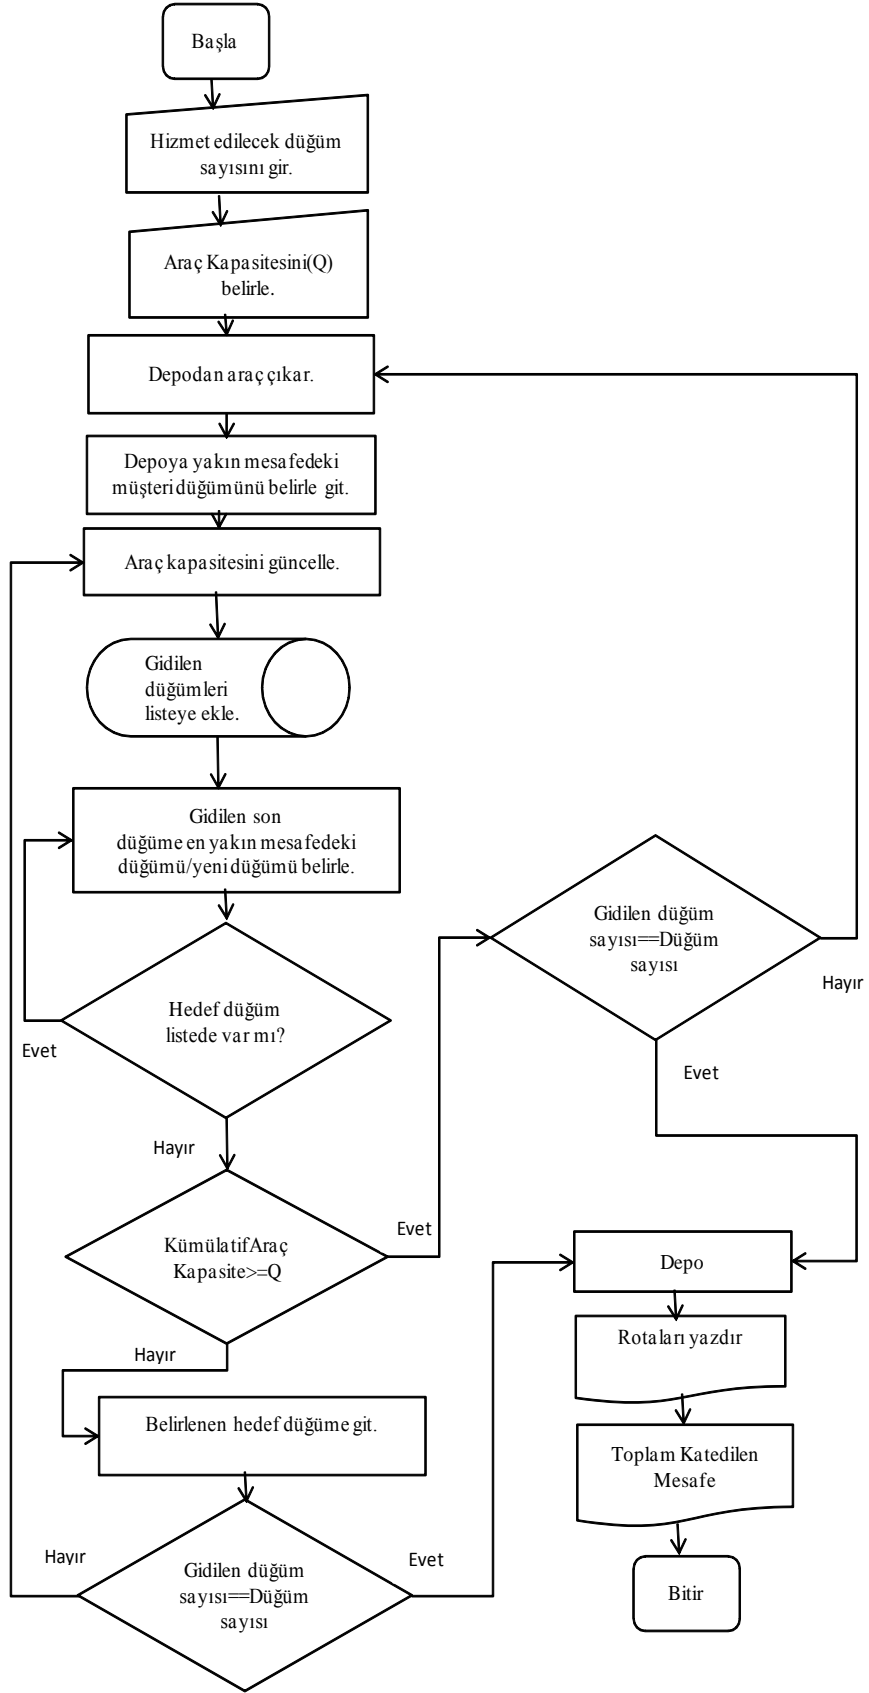 Başla
Hizmet edilecek düğüm
sayısını gir.
Araç Kapasitesini(Q)
belirle.
Depodan araç çıkar.
Depoya yakın mesafedeki
müşteri düğümünü belirle git.
Araç kapasitesini güncelle.
Gidilen
düğümleri
listeye ekle.
Gidilen son
düğüme en yakın mesafedeki
düğümü/yeni düğümü belirle.
Hedef düğüm
listede var mı?
Evet
Hayır
Kümülatif Araç
Kapasite>=Q
Evet
Hayır
Belirlenen hedef düğüme git.
Gidilen düğüm
sayısı==Düğüm
sayısı
Hayır
Evet
Gidilen düğüm
sayısı==Düğüm
sayısı
Hayır
Evet
Depo
Rotaları yazdır
Toplam Katedilen
Mesafe
Bitir